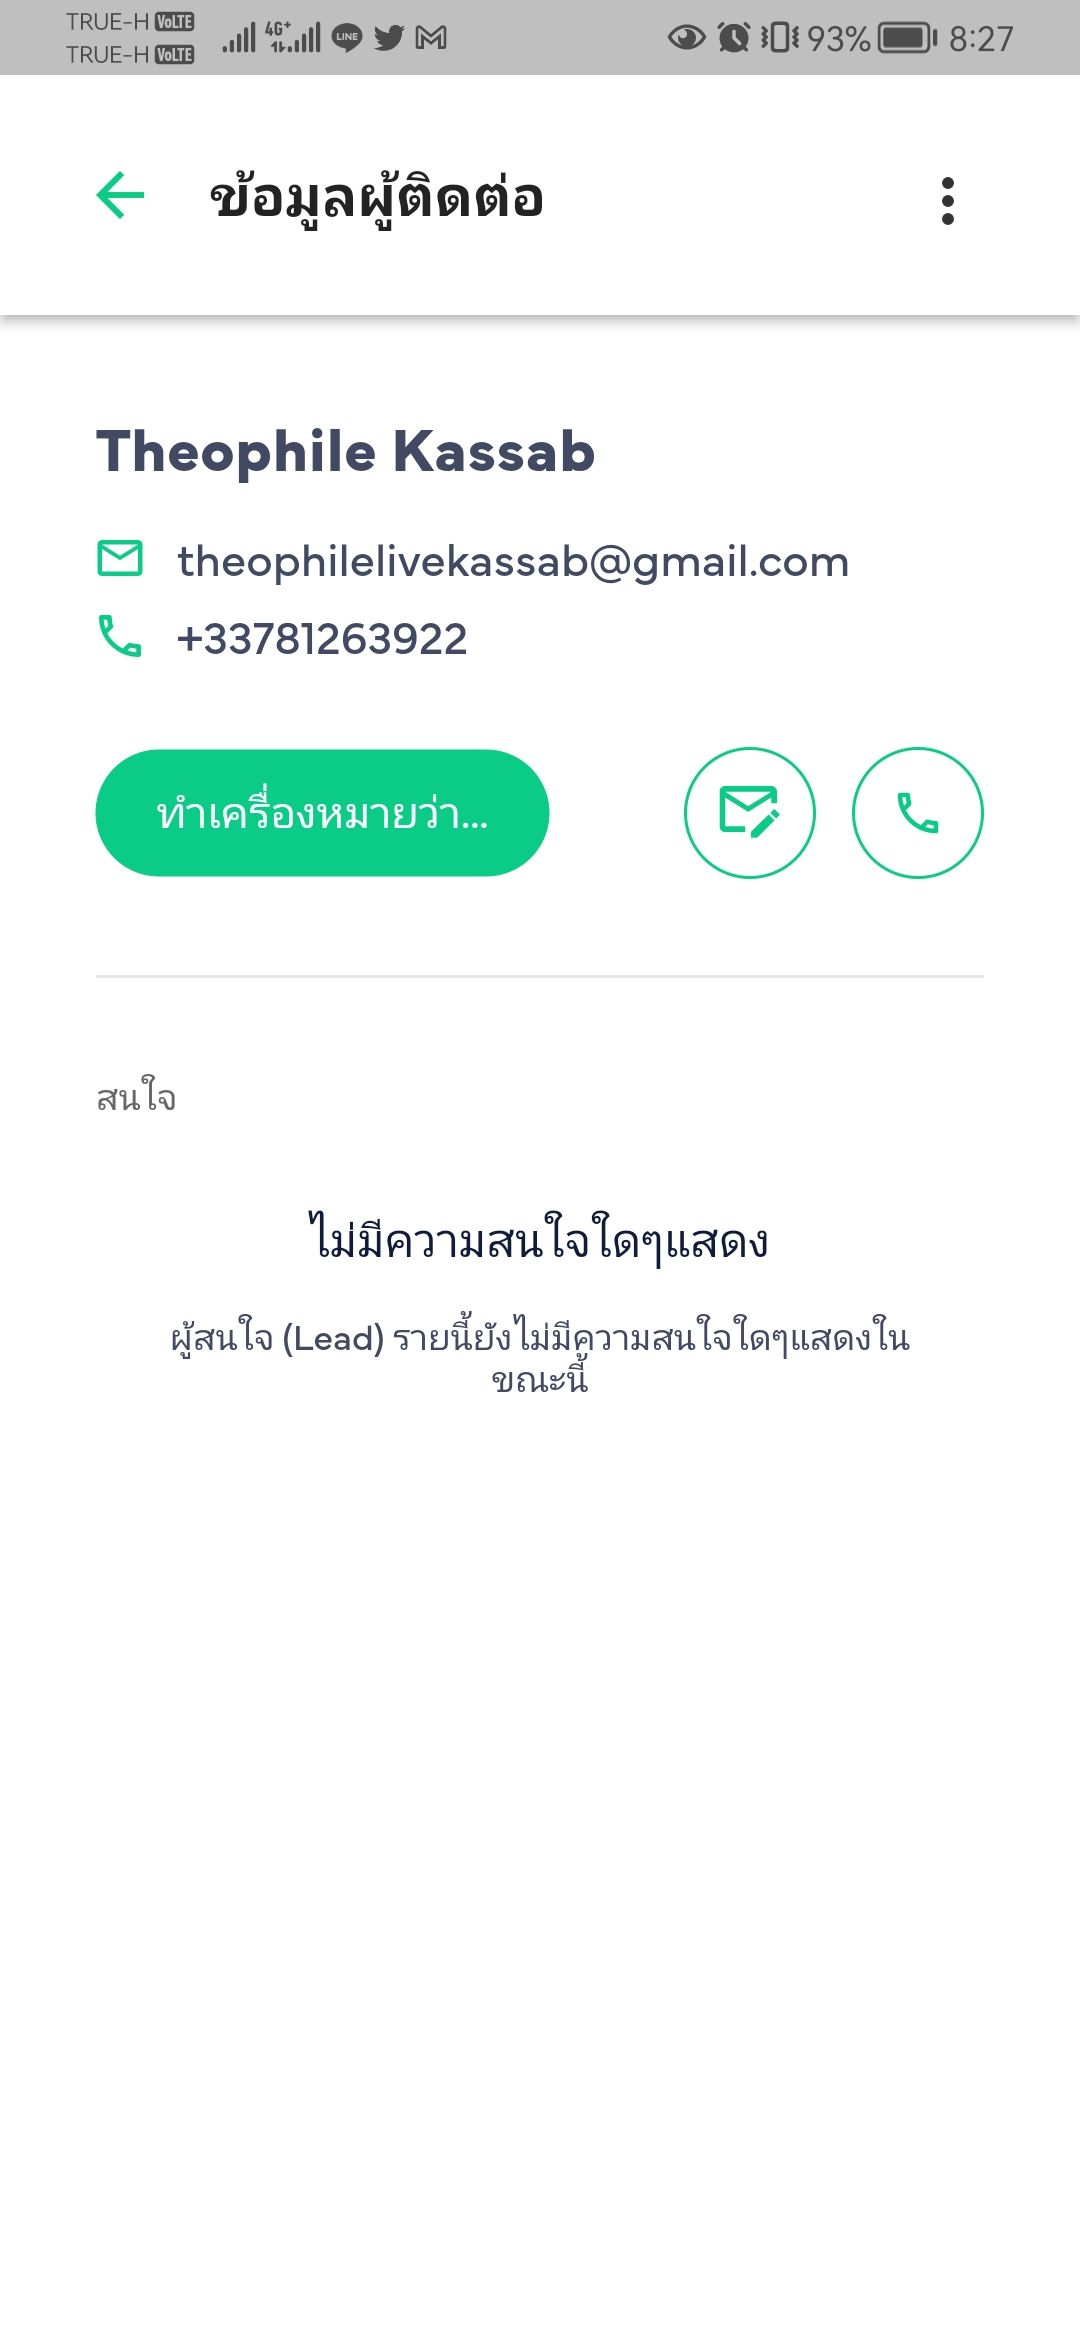 TRUE-H VoLTE
TRUE-H VoLTE
4G+
LINE
93%
8:27
ข้อมูลผู้ติดต่อ
Theophile Kassab
theophilelivekassab@gmail.com
+33781263922
ทำเครื่องหมายว่า...
สนใจ
ไม่มีความสนใจใดๆแสดง
ผู้สนใจ (Lead) รายนี้ยังไม่มีความสนใจใดๆแสดงใน
ขณะนี้